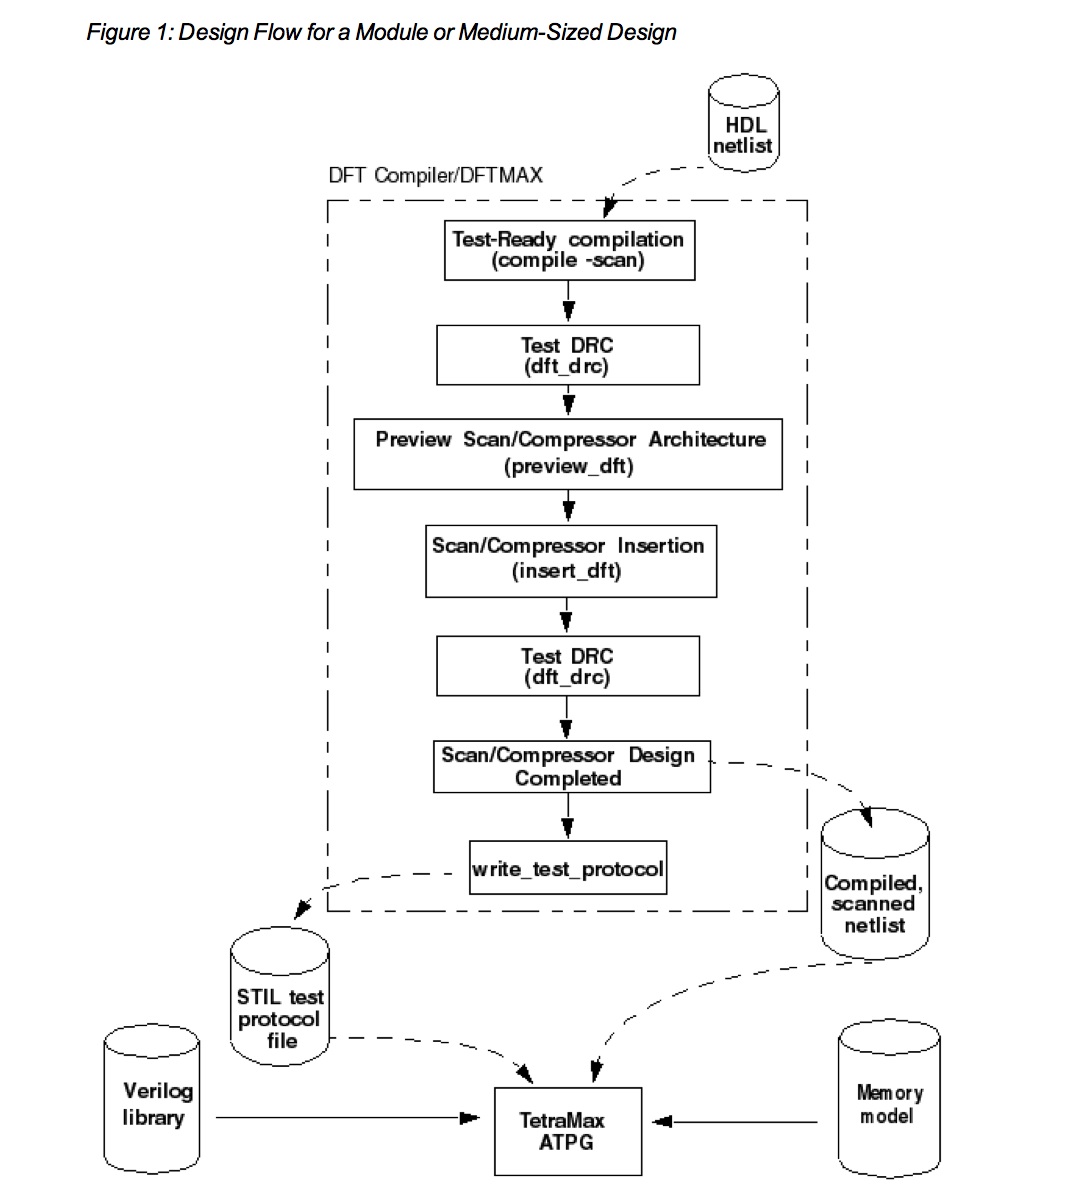 Figure 1: Design Flow for a Module or Medium-Sized Design
HDL
netlist
DFT Compiler/DFTMAX
Test-Ready compilation
(compile -scan)
Test DRC
(dft_drc)
Preview Scan/Compressor Architecture
(preview_dft)
Scan/Compressor Insertion
(insert_dft)
Test DRC
(dft_drc)
Scan/Compressor Design
Completed
write_test_protocol
Compiled,
scanned
netlist
STIL test
protocol
file
Verilog
library
TetraMax
ATPG
Memory
model